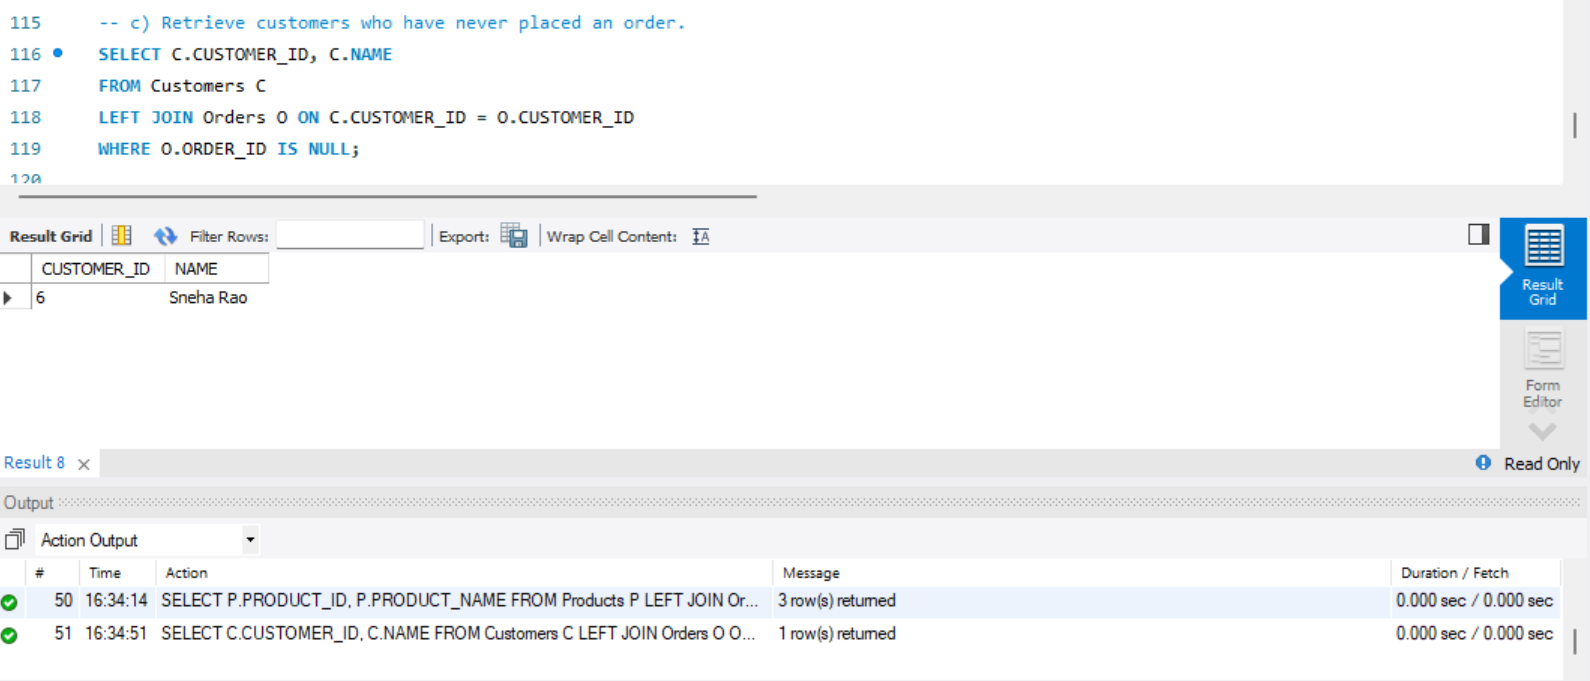 115 -- c) Retrieve customers who have never placed an order.
116 SELECT C.CUSTOMER_ID, C.NAME
117 FROM Customers C
118 LEFT JOIN Orders O ON C.CUSTOMER_ID = O.CUSTOMER_ID
119 WHERE O.ORDER_ID IS NULL;
120
Result Grid Filter Rows: Export: Wrap Cell Content: IA
CUSTOMER_ID NAME
6 Sneha Rao
Result
Grid
Form
Editor
Result 8 Read Only
Output
Action Output
# Time Action Message Duration / Fetch
50 16:34:14 SELECT P.PRODUCT_ID, P.PRODUCT_NAME FROM Products P LEFT JOIN Or... 3 row(s) returned 0.000 sec / 0.000 sec
51 16:34:51 SELECT C.CUSTOMER_ID, C.NAME FROM Customers C LEFT JOIN Orders O O... 1 row(s) returned 0.000 sec / 0.000 sec